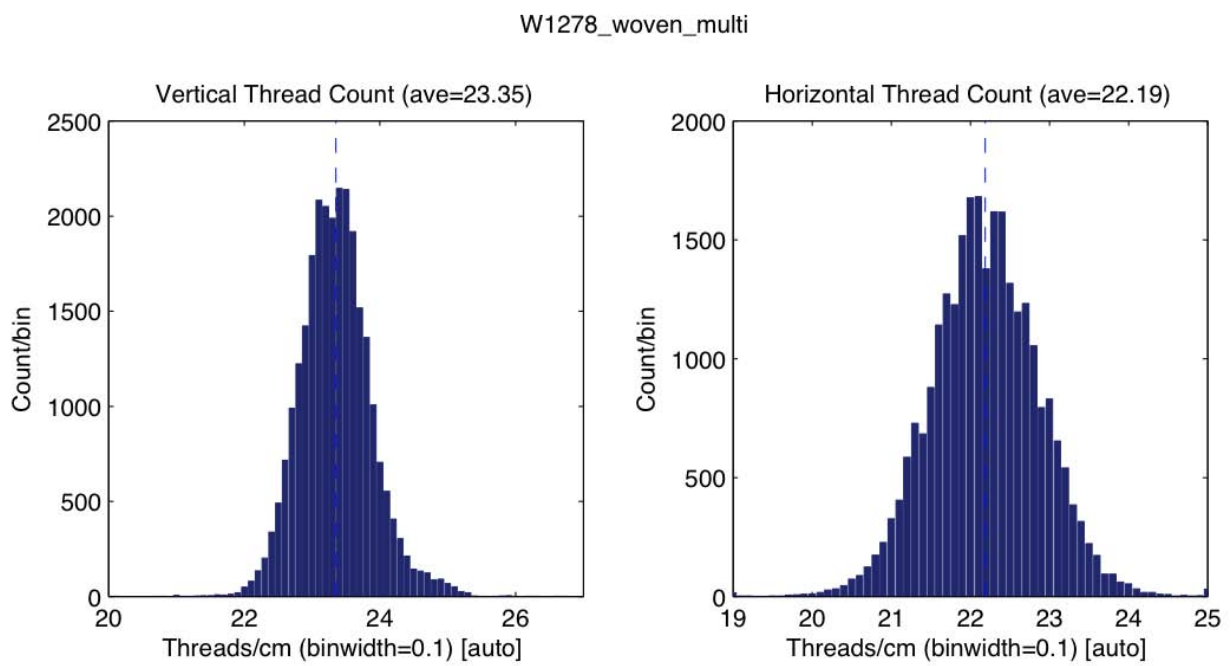 W1278_woven_multi
Vertical Thread Count (ave=23.35)
2500
2000
1500
1000
500
0
20 22 24 26
Count/bin
Threads/cm (binwidth=0.1) [auto]
Horizontal Thread Count (ave=22.19)
2000
1500
1000
500
0
19 20 21 22 23 24 25
Count/bin
Threads/cm (binwidth=0.1) [auto]